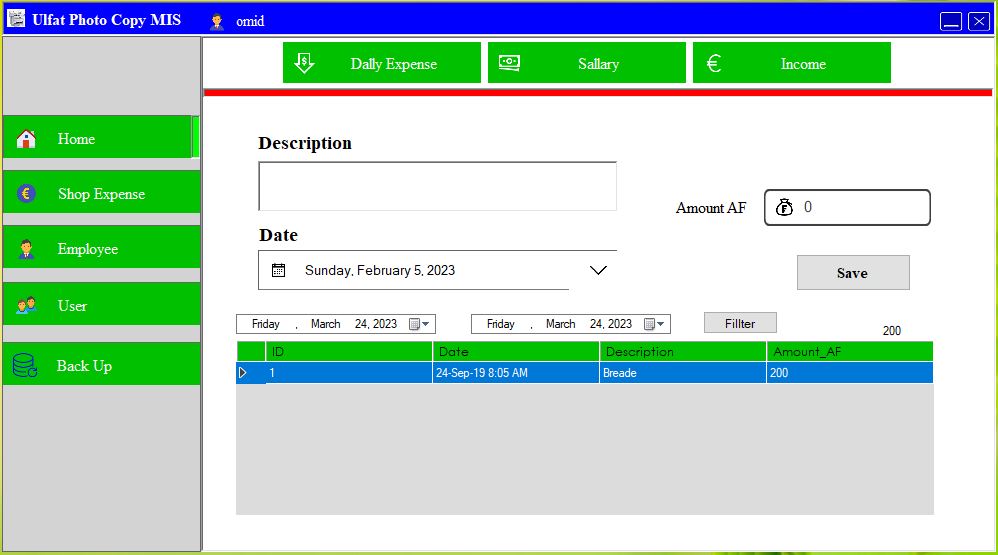 Ulfat Photo Copy MIS omid
Dally Expense Sallary € Income
Home
Description
€ Shop Expense
Amount AF F 0
Employee
Date
Sunday, February 5, 2023
Save
User
Friday , March 24, 2023 Friday , March 24, 2023 Fillter
200
Back Up
ID Date Description Amount_AF
1 24-Sep-19 8:05 AM Breade 200